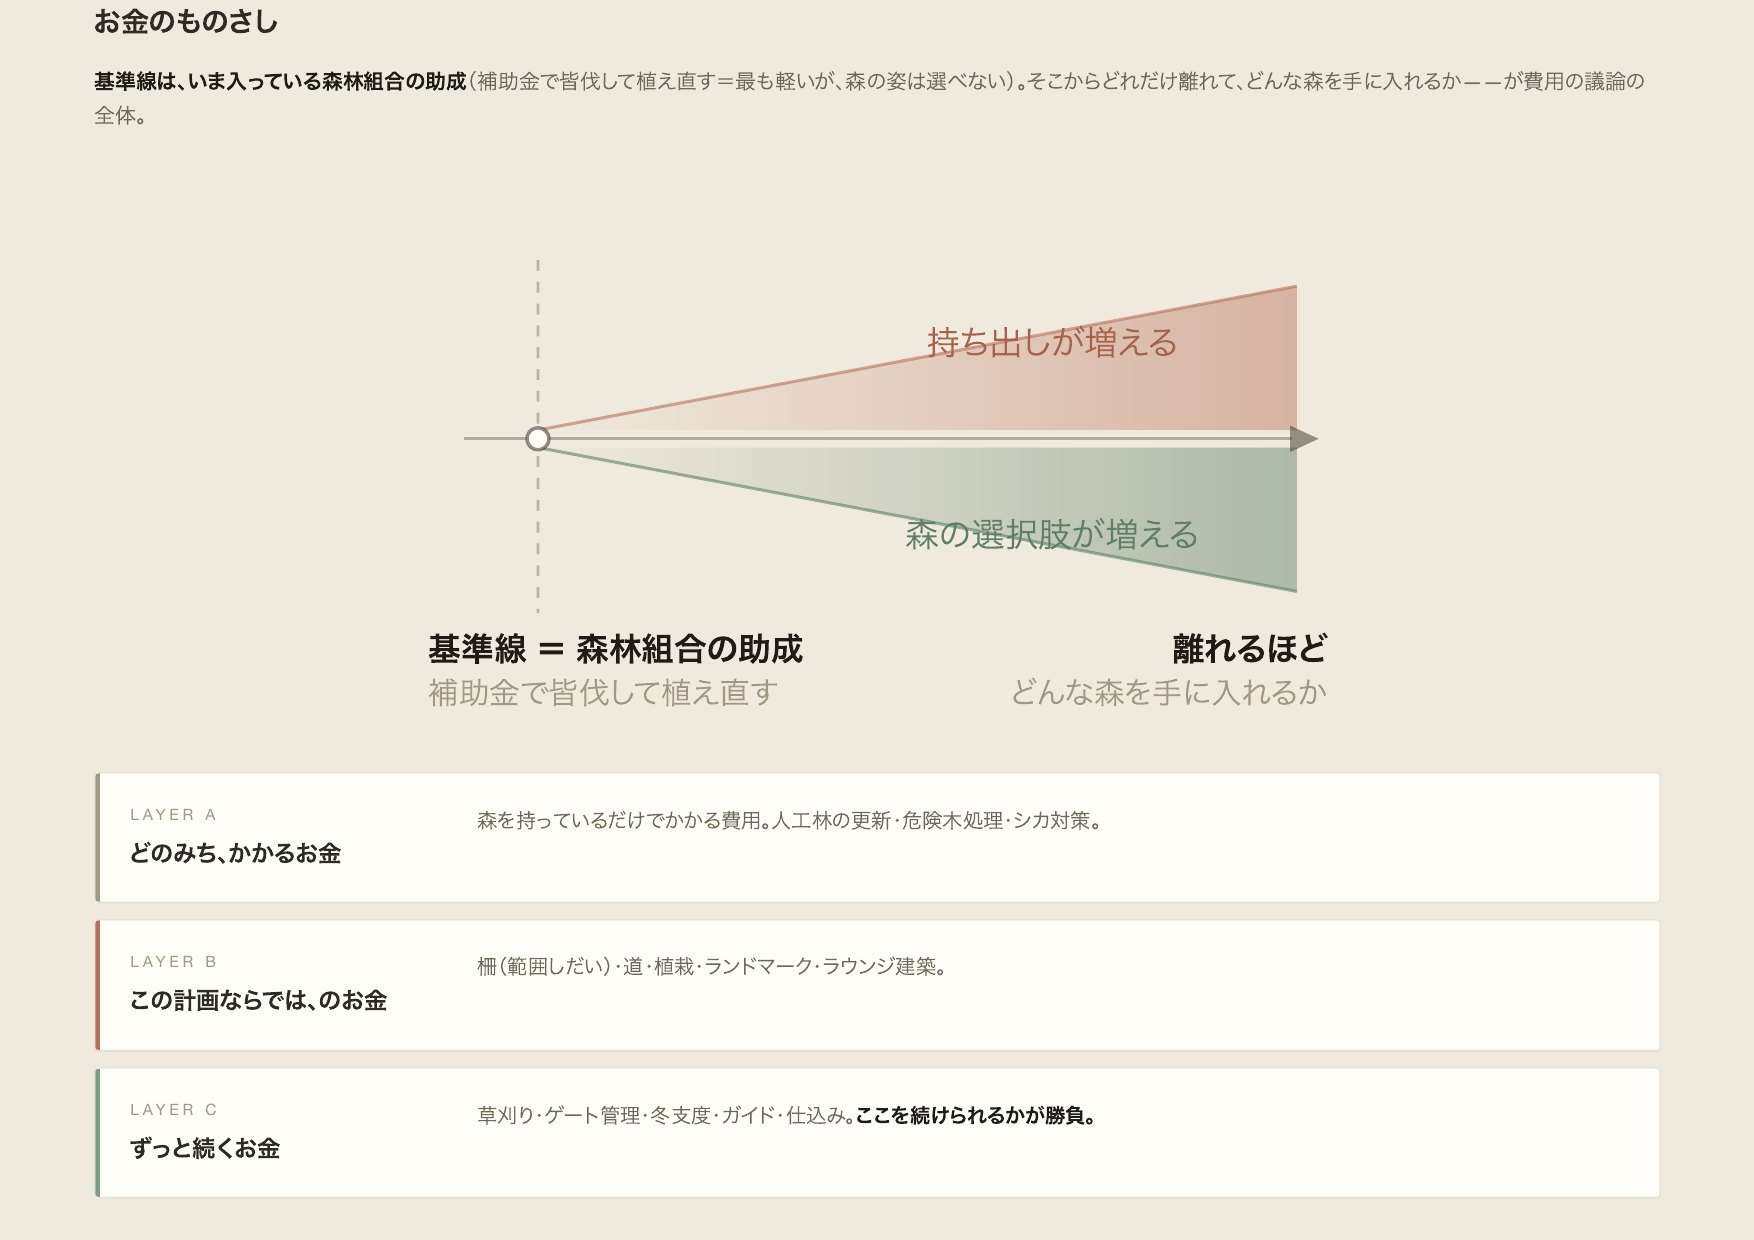 お金のものさし
基準線は、いま入っている森林組合の助成（補助金で皆伐して植え直す＝最も軽いが、森の姿は選べない）。そこからどれだけ離れて、どんな森を手に入れるか——が費用の議論の
全体。
持ち出しが増える
森の選択肢が増える
基準線 = 森林組合の助成
補助金で皆伐して植え直す
離れるほど
どんな森を手に入れるか
LAYER A
どのみち、かかるお金
森を持っているだけでかかる費用。人工林の更新・危険木処理・シカ対策。
LAYER B
この計画ならでは、のお金
柵（範囲しだい）・道・植栽・ランドマーク・ラウンジ建築。
LAYER C
ずっと続くお金
草刈り・ゲート管理・冬支度・ガイド・仕込み。ここを続けられるかが勝負。